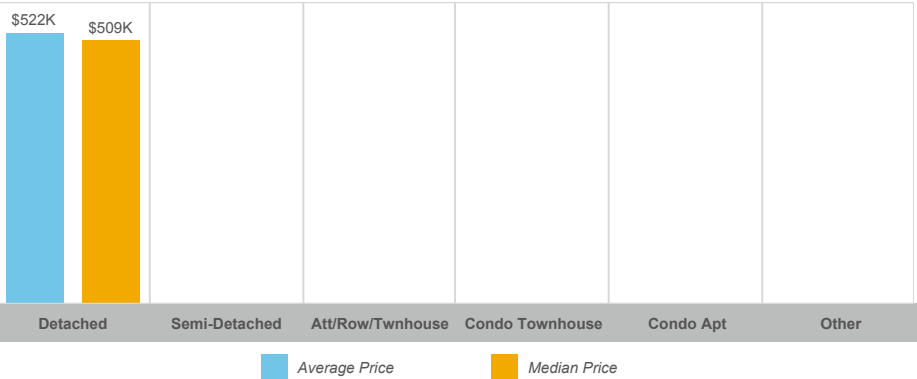 $522K
$509K
Detached Semi-Detached Att/Row/Twnhouse Condo Townhouse Condo Apt Other
Average Price Median Price